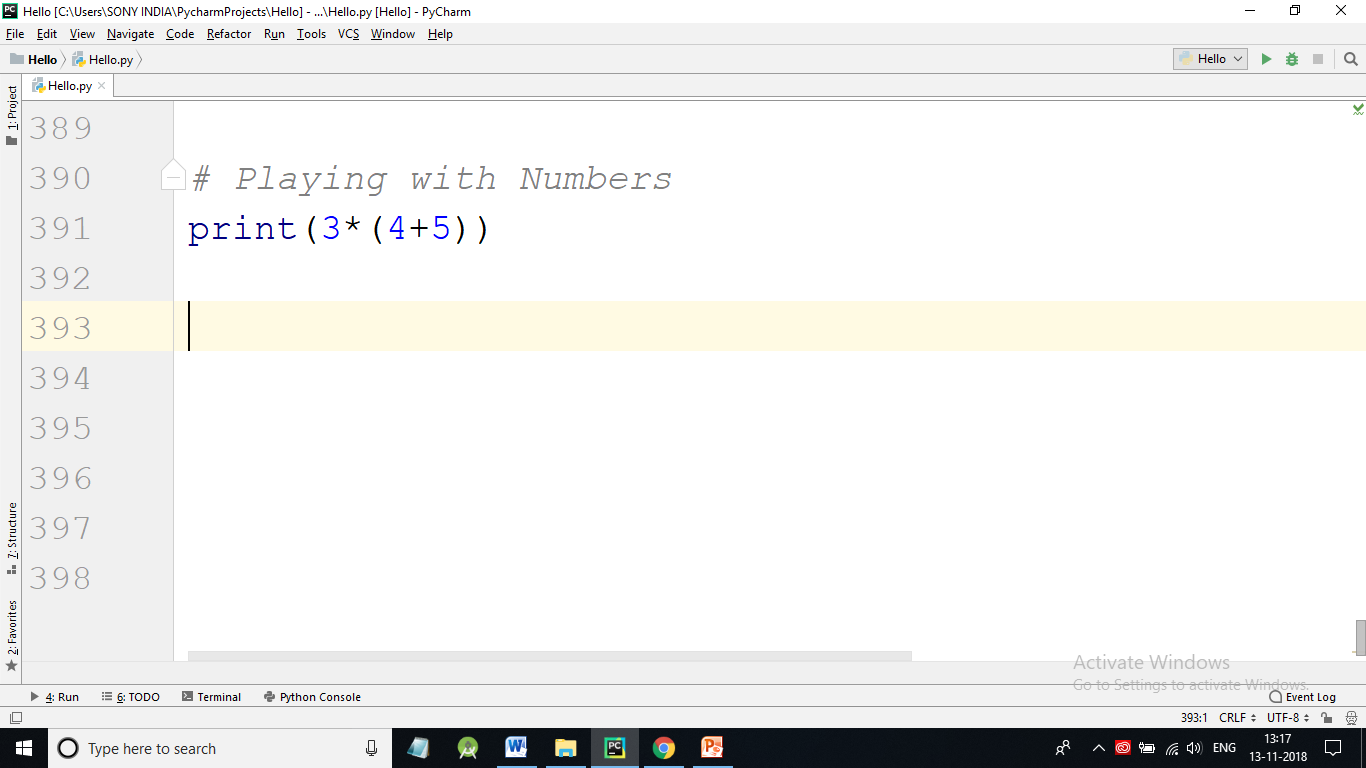 PC Hello [C:\Users\SONY INDIA\PycharmProjects\Hello] - ...\Hello.py [Hello] - PyCharm
File Edit View Navigate Code Refactor Run Tools VCS Window Help
Hello Hello.py Hello
1: Project
Hello.py
389
390 # Playing with Numbers
391 print(3*(4+5))
392
393
394
395
396
397
398
7: Structure
2: Favorites
Activate Windows
Go to Settings to activate Windows.
4: Run 6: TODO Terminal Python Console Event Log
393:1 CRLF UTF-8
Type here to search W PC P ENG 13:17
13-11-2018